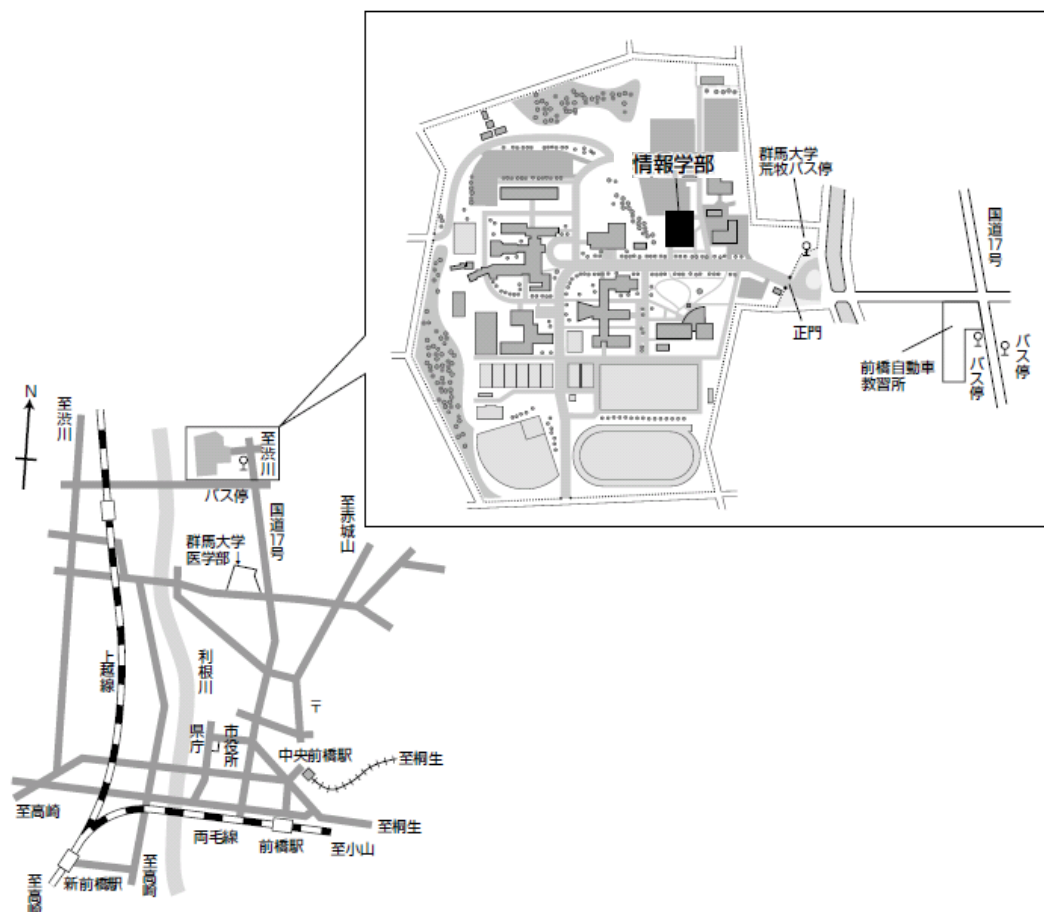 情報学部
群馬大学
荒牧バス停
国道17号
正門
前橋自動車
教習所
バス停
バス停
N
至渋川
至渋川
バス停
国道17号
至赤城山
群馬大学
医学部↓
上越線
利根川
〒
県庁
市役所
中央前橋駅
至桐生
至高崎
至桐生
両毛線
前橋駅
至小山
新前橋駅
至高崎
至高崎